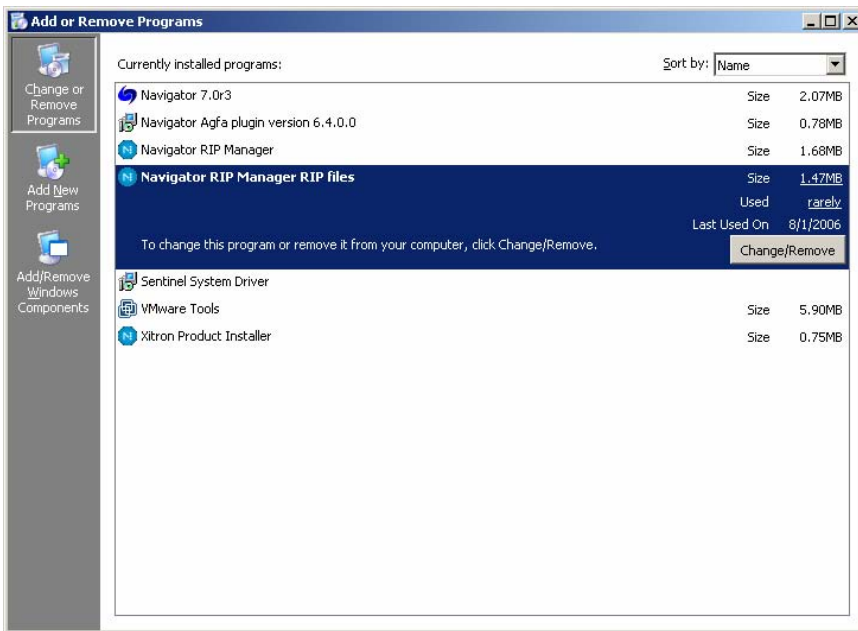 Add or Remove Programs
Change or
Remove
Programs
Add New
Programs
Add/Remove
Windows
Components
Currently installed programs:
Sort by: Name
Navigator 7.0r3 Size 2.07MB
Navigator Agfa plugin version 6.4.0.0 Size 0.78MB
Navigator RIP Manager Size 1.68MB
Navigator RIP Manager RIP files Size 1.47MB
Used rarely
Last Used On 8/1/2006
To change this program or remove it from your computer, click Change/Remove. Change/Remove
Sentinel System Driver
VMware Tools Size 5.90MB
Xitron Product Installer Size 0.75MB